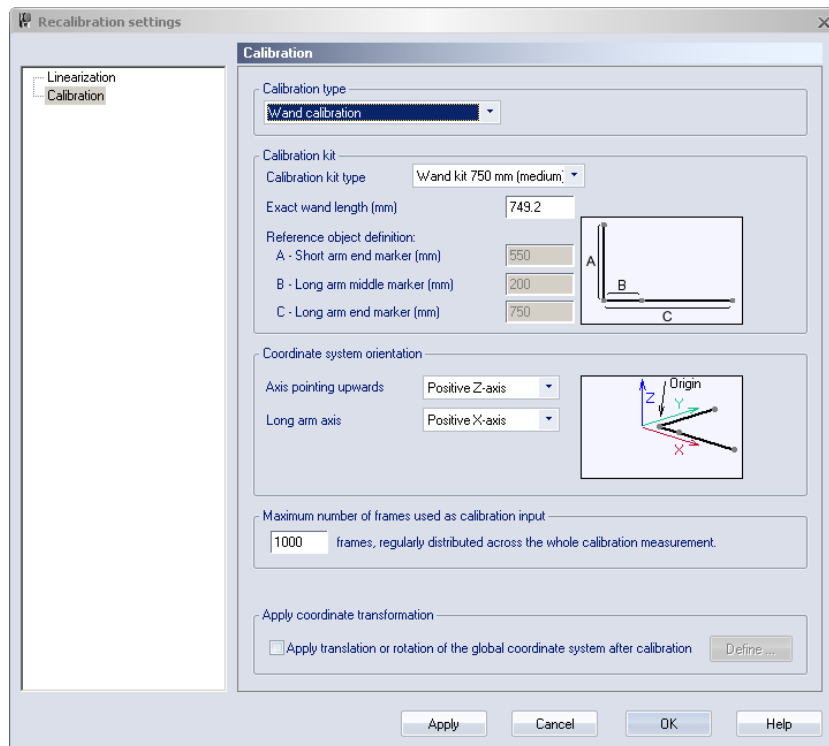 Recalibration settings
Linearization
Calibration
Calibration
Calibration type
Wand calibration
Calibration kit
Calibration kit type
Wand kit 750 mm (medium)
Exact wand length (mm)
749.2
Reference object definition:
A - Short arm end marker (mm)
550
B - Long arm middle marker (mm)
200
C - Long arm end marker (mm)
750
A
B
C
Coordinate system orientation
Axis pointing upwards
Positive Z-axis
Long arm axis
Positive X-axis
Origin
Z
Y
X
Maximum number of frames used as calibration input
1000 frames, regularly distributed across the whole calibration measurement.
Apply coordinate transformation
Apply translation or rotation of the global coordinate system after calibration
Define ...
Apply
Cancel
OK
Help